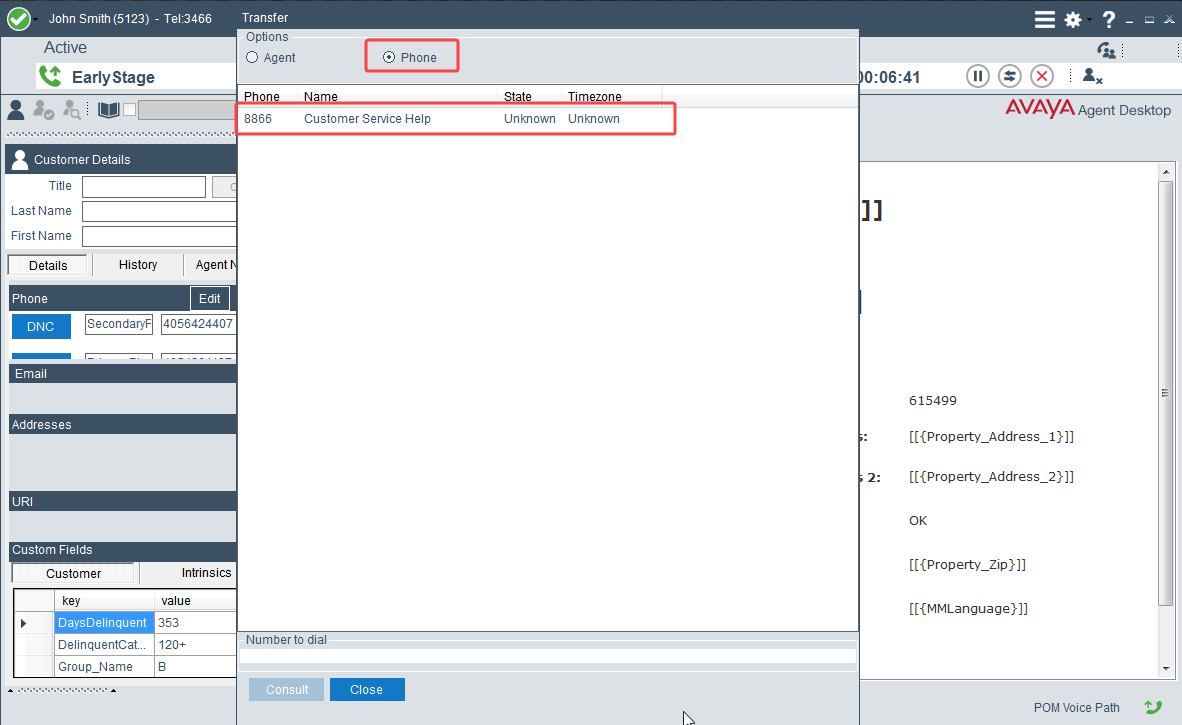 John Smith (5123) - Tel:3466
Transfer
Active
EarlyStage
Options
Agent
Phone
00:06:41
Phone Name State Timezone
8866 Customer Service Help Unknown Unknown
AVAYA Agent Desktop
Customer Details
Title
Last Name
First Name
Details History Agent N
Phone Edit
DNC SecondaryF 4056424407
Email
Addresses
URI
Custom Fields
Customer Intrinsics
key value
DaysDelinquent 353
DelinquentCat... 120+
Group_Name B
]]
615499
s: [[{Property_Address_1}]]
s 2: [[{Property_Address_2}]]
OK
[[{Property_Zip}]]
[[{MMLanguage}]]
Number to dial
Consult Close
POM Voice Path